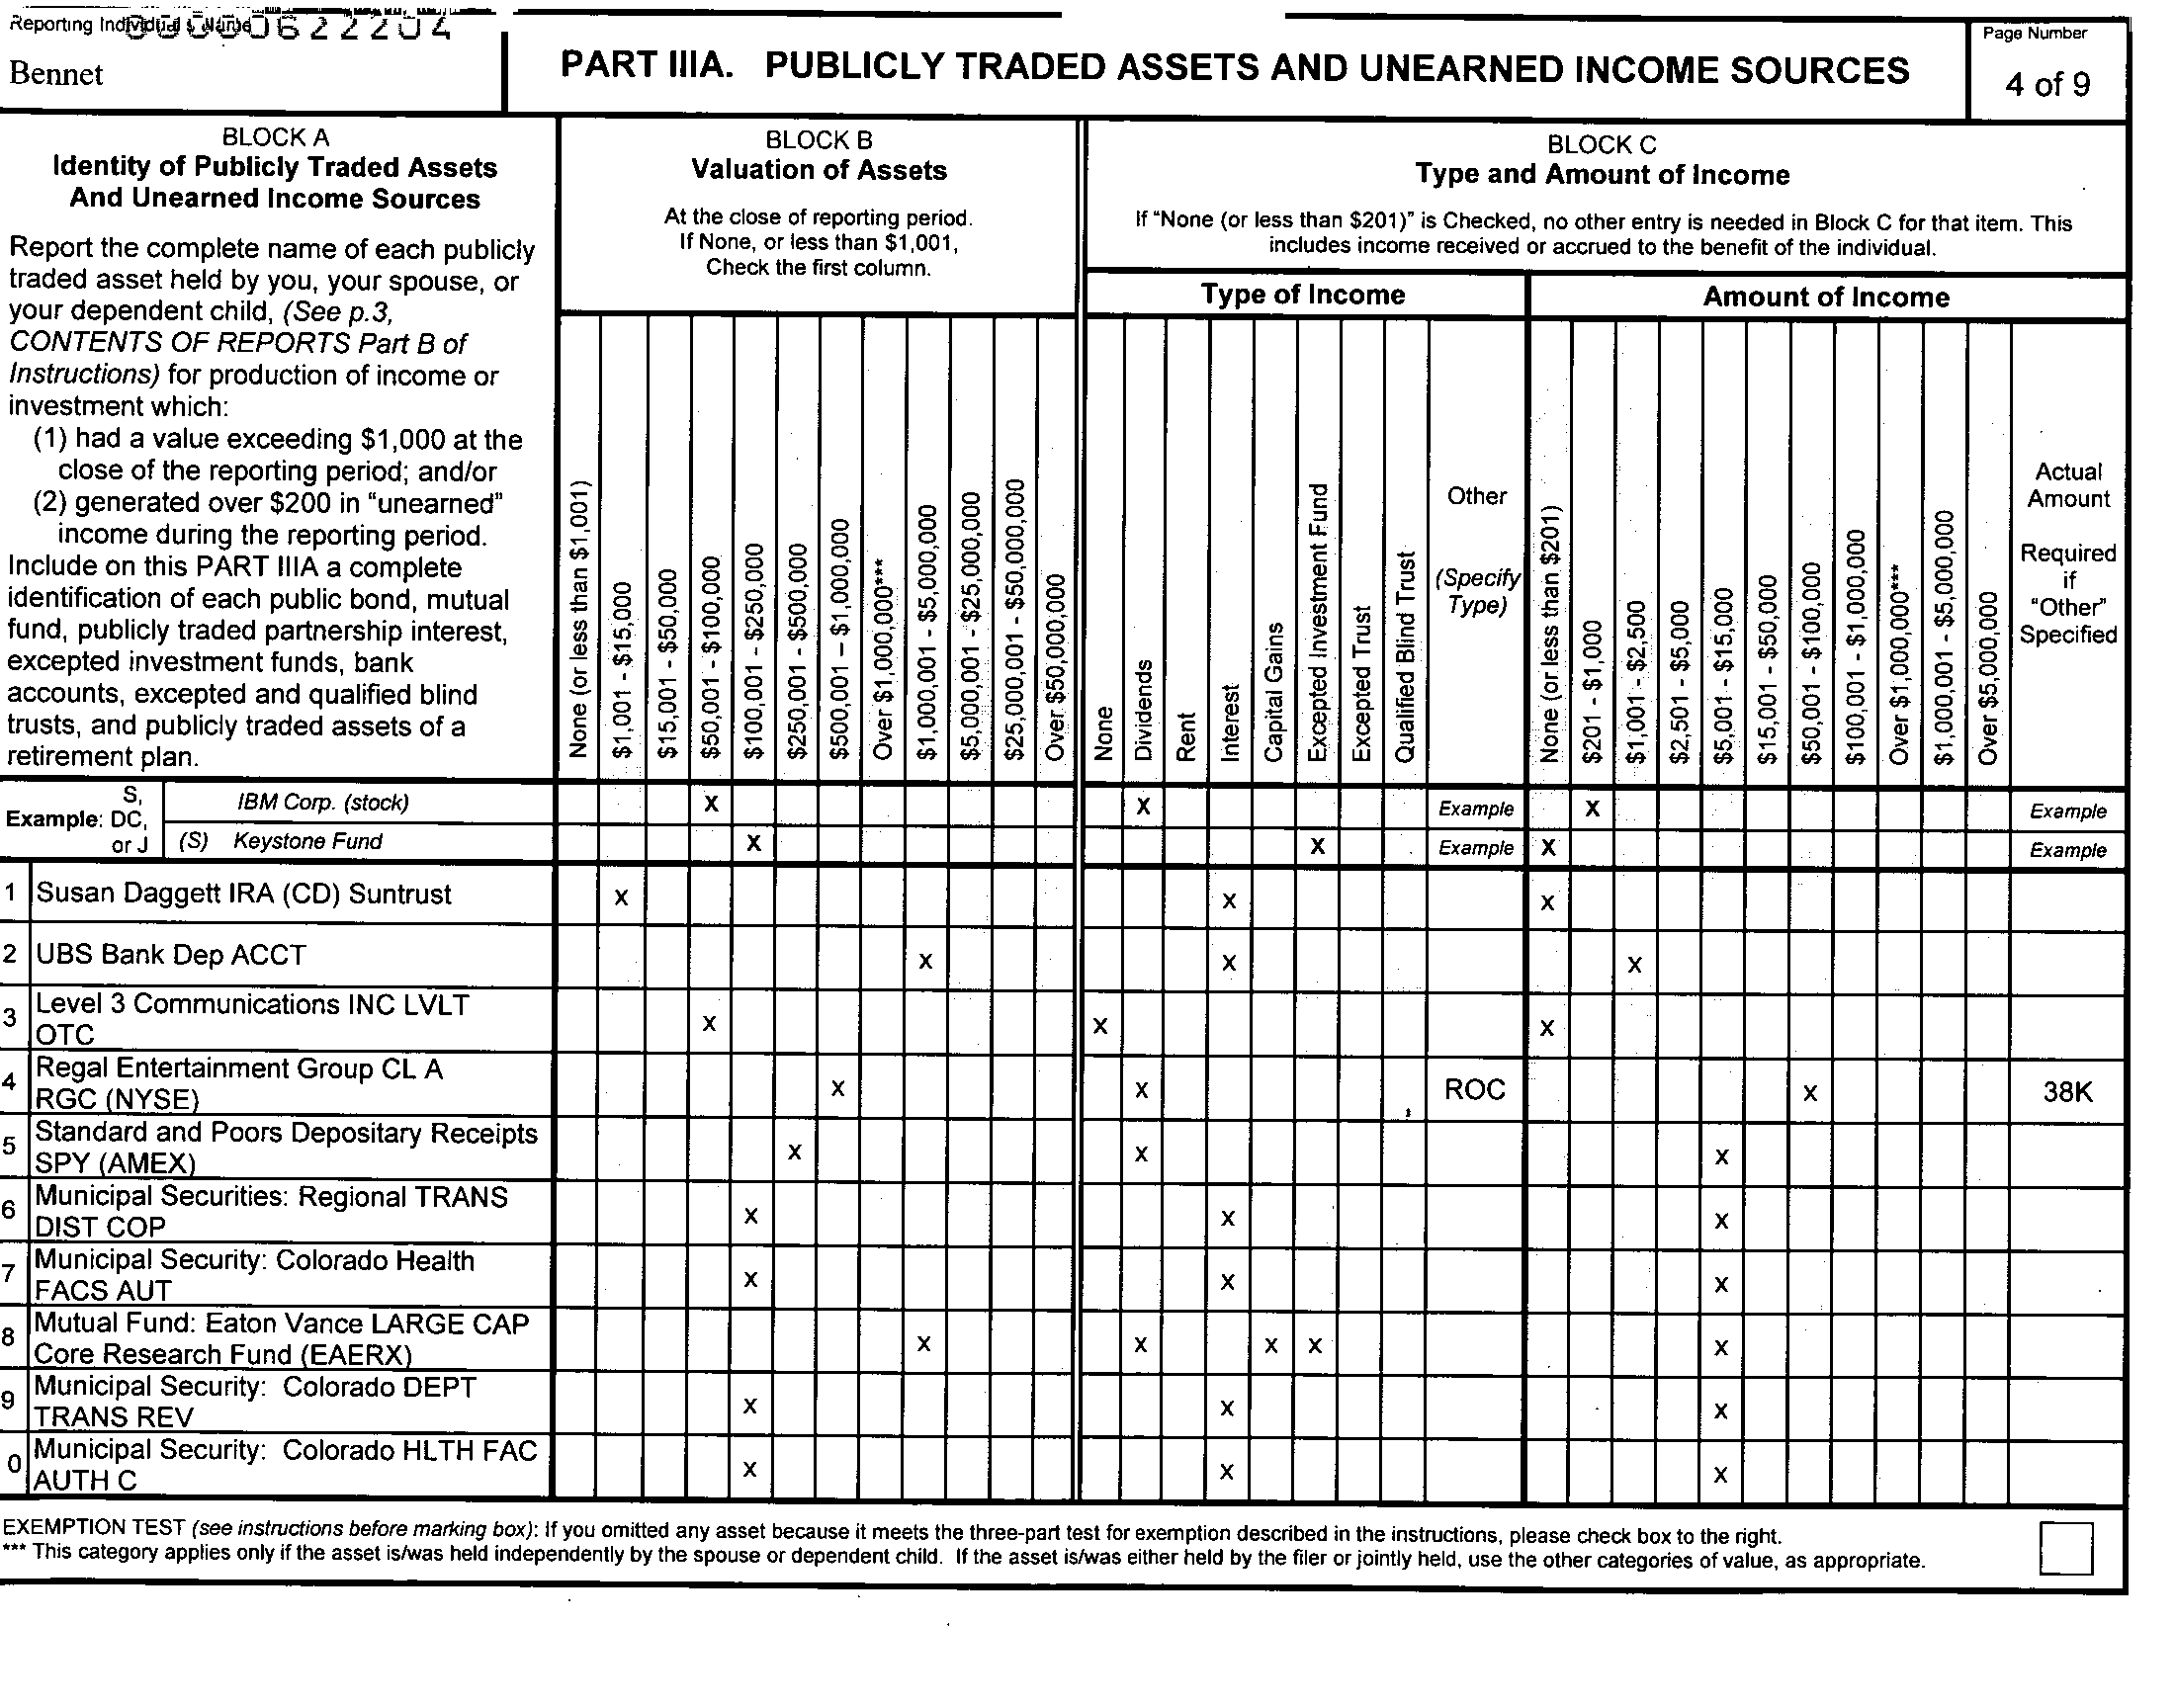 Reporting Individual's Name
000000622204
Bennet
PART IIIA. PUBLICLY TRADED ASSETS AND UNEARNED INCOME SOURCES
Page Number
4 of 9
BLOCK A
Identity of Publicly Traded Assets
And Unearned Income Sources
Report the complete name of each publicly
traded asset held by you, your spouse, or
your dependent child, (See p.3,
CONTENTS OF REPORTS Part B of
Instructions) for production of income or
investment which:
(1) had a value exceeding $1,000 at the
close of the reporting period; and/or
(2) generated over $200 in "unearned"
income during the reporting period.
Include on this PART IIIA a complete
identification of each public bond, mutual
fund, publicly traded partnership interest,
excepted investment funds, bank
accounts, excepted and qualified blind
trusts, and publicly traded assets of a
retirement plan.
BLOCK B
Valuation of Assets
At the close of reporting period.
If None, or less than $1,001,
Check the first column.
None (or less than $1,001)
$1,001 - $15,000
$15,001 - $50,000
$50,001 - $100,000
$100,001 - $250,000
$250,001 - $500,000
$500,001 – $1,000,000
Over $1,000,000***
$1,000,001 - $5,000,000
$5,000,001 - $25,000,000
$25,000,001 - $50,000,000
Over $50,000,000
BLOCK C
Type and Amount of Income
If "None (or less than $201)" is Checked, no other entry is needed in Block C for that item. This
includes income received or accrued to the benefit of the individual.
Type of Income
None
Dividends
Rent
Interest
Capital Gains
Excepted Investment Fund
Excepted Trust
Qualified Blind Trust
Other
(Specify
Type)
Amount of Income
None (or less than $201)
$201 - $1,000
$1,001 - $2,500
$2,501 - $5,000
$5,001 - $15,000
$15,001 - $50,000
$50,001 - $100,000
$100,001 - $1,000,000
Over $1,000,000***
$1,000,001 - $5,000,000
Over $5,000,000
Actual
Amount
Required
if
"Other"
Specified
Example: S, DC, or J
IBM Corp. (stock) X X Example X Example
(S) Keystone Fund X X Example X Example
1 Susan Daggett IRA (CD) Suntrust X X X
2 UBS Bank Dep ACCT X X X
3 Level 3 Communications INC LVLT
OTC X X X
4 Regal Entertainment Group CL A
RGC (NYSE) X X ROC X 38K
5 Standard and Poors Depositary Receipts
SPY (AMEX) X X X
6 Municipal Securities: Regional TRANS
DIST COP X X X
7 Municipal Security: Colorado Health
FACS AUT X X X
8 Mutual Fund: Eaton Vance LARGE CAP
Core Research Fund (EAERX) X X X X X
9 Municipal Security: Colorado DEPT
TRANS REV X X X
0 Municipal Security: Colorado HLTH FAC
AUTH C X X X
EXEMPTION TEST (see instructions before marking box): If you omitted any asset because it meets the three-part test for exemption described in the instructions, please check box to the right.
*** This category applies only if the asset is/was held independently by the spouse or dependent child. If the asset is/was either held by the filer or jointly held, use the other categories of value, as appropriate.